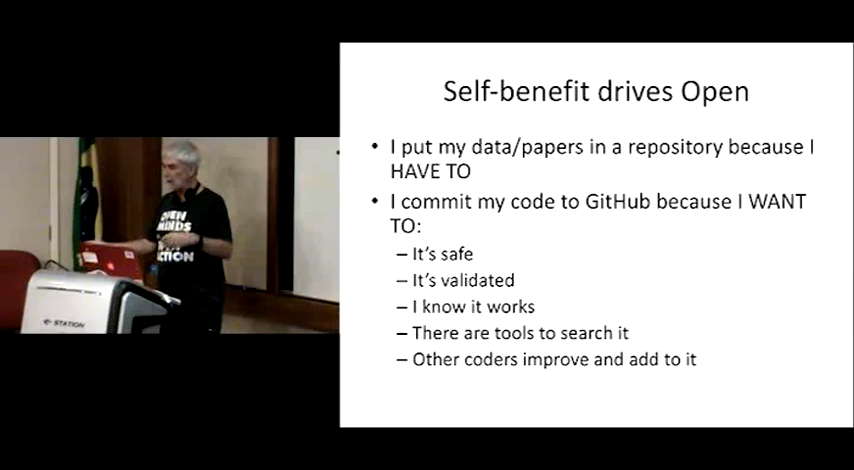 Self-benefit drives Open
• I put my data/papers in a repository because I
HAVE TO
• I commit my code to GitHub because I WANT
TO:
– It's safe
– It's validated
– I know it works
– There are tools to search it
– Other coders improve and add to it
OPEN
MINDS
STATION